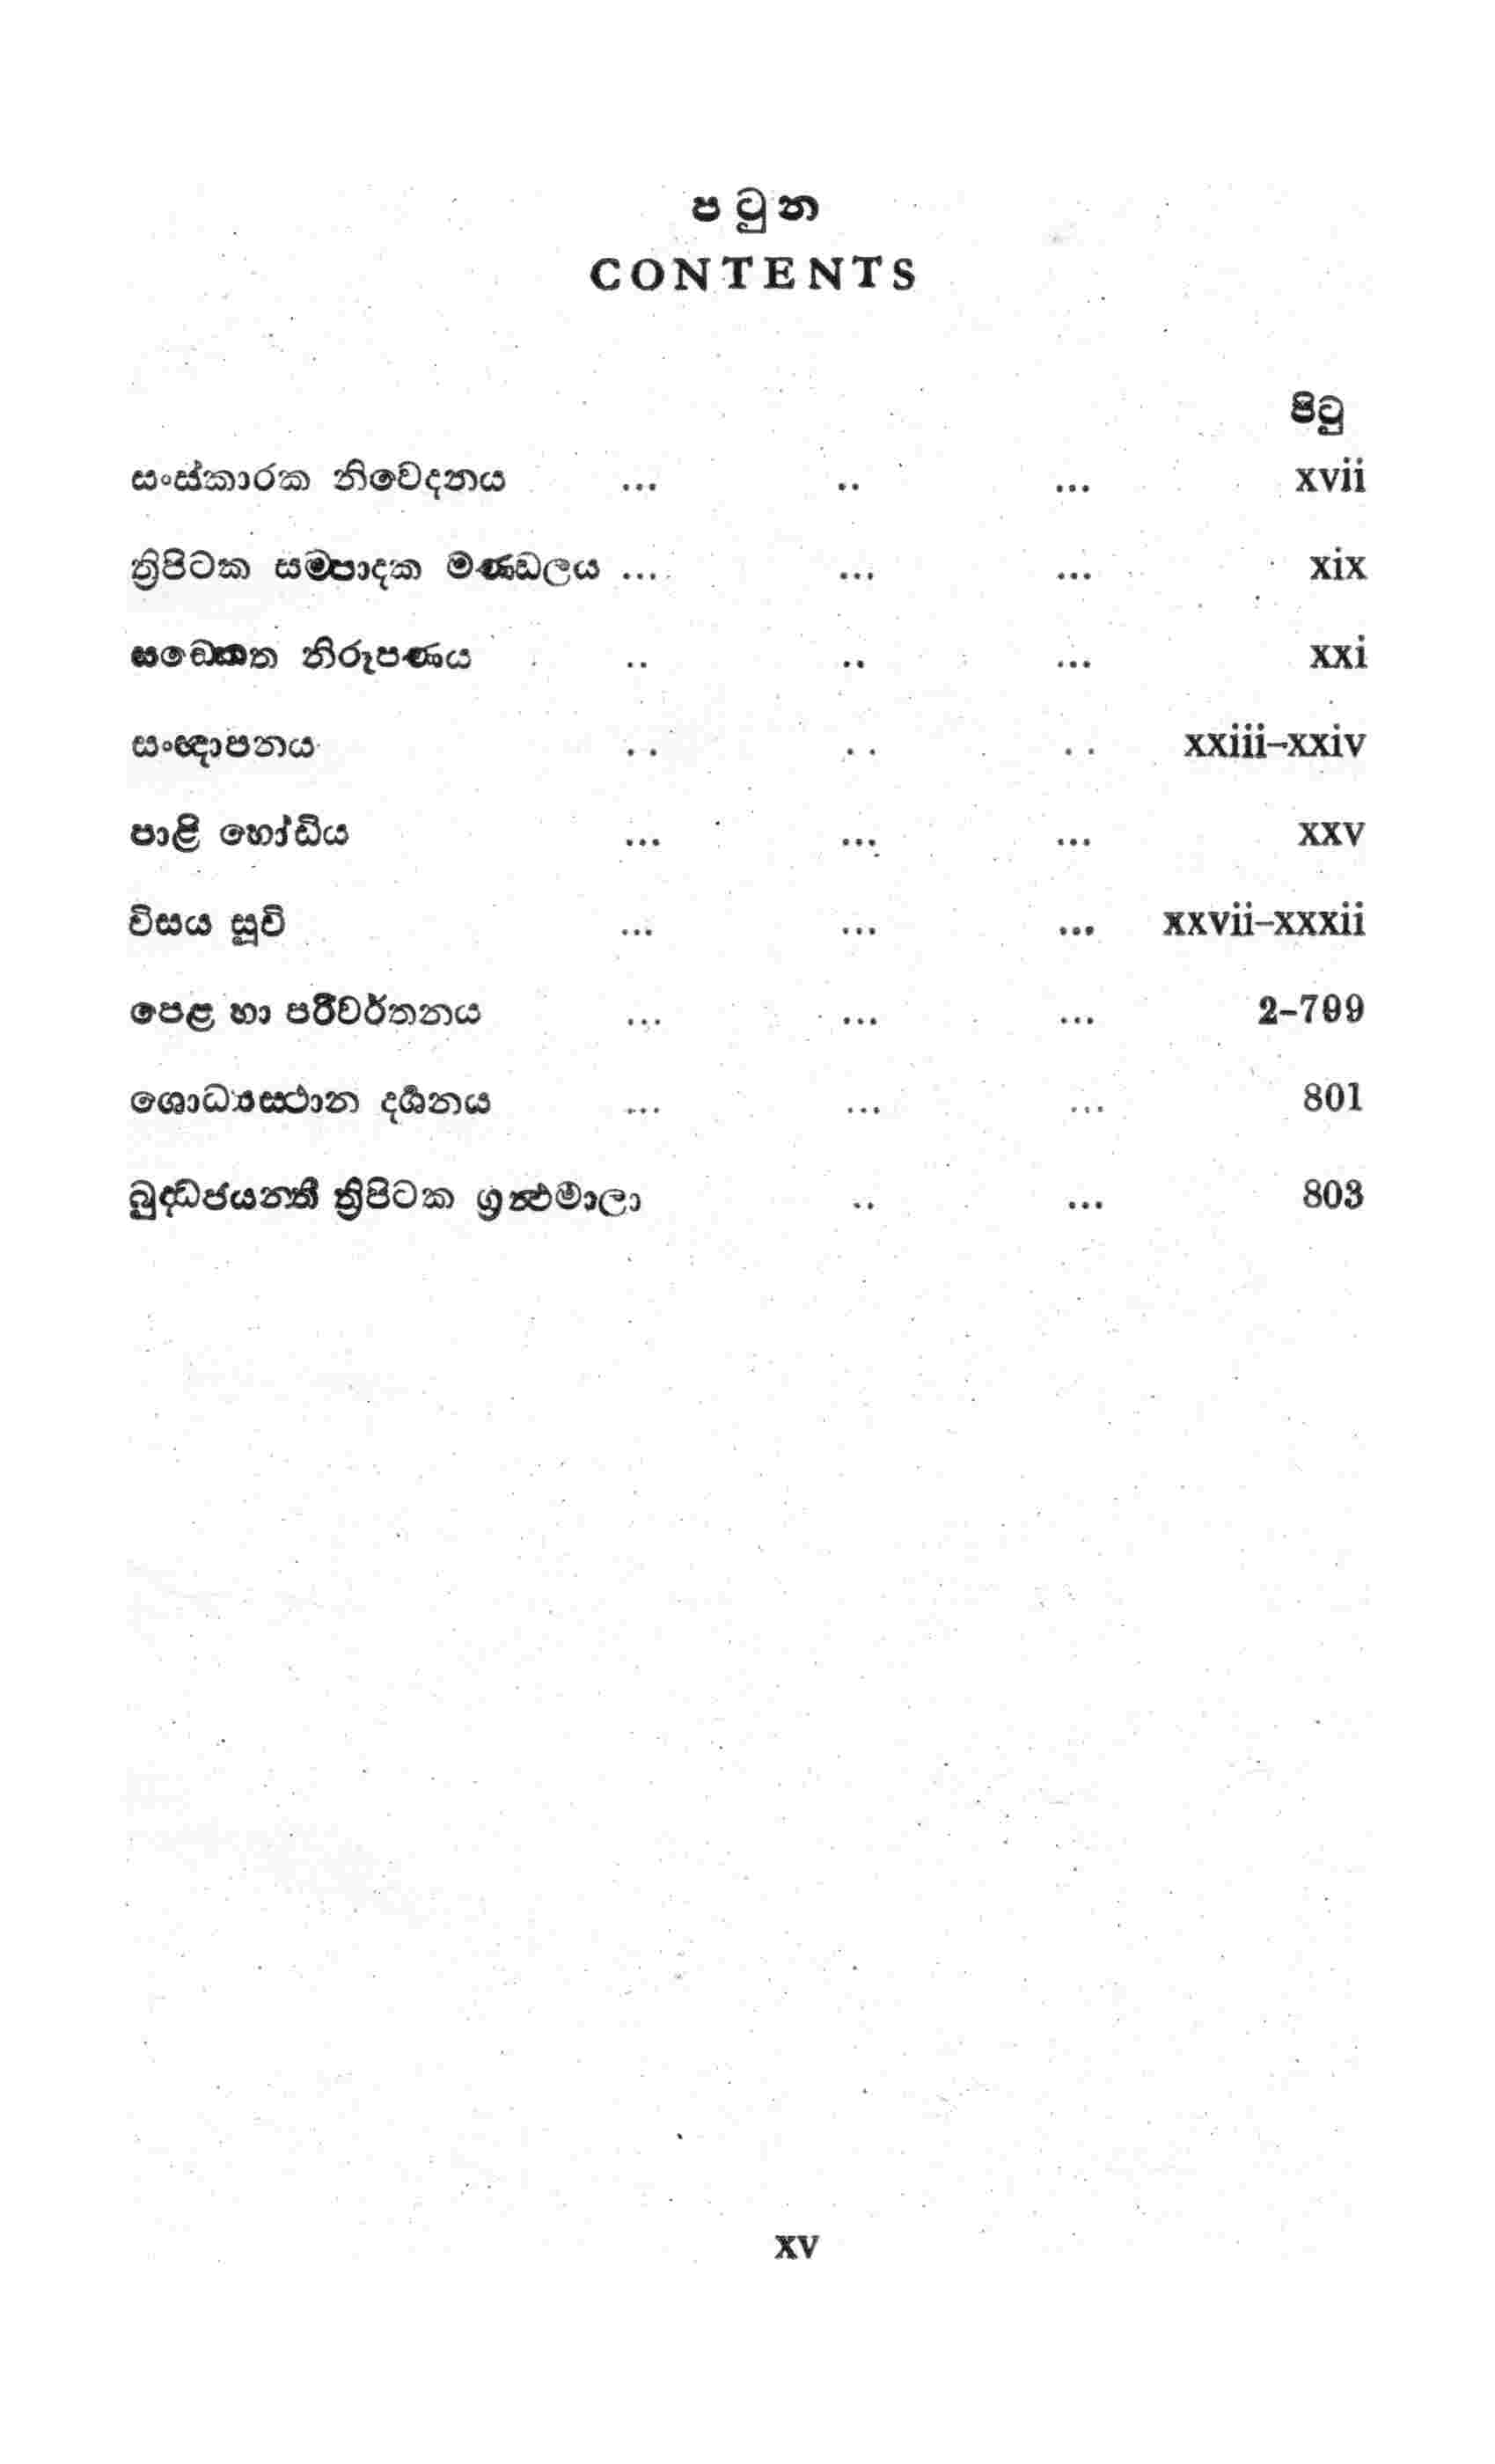 පටුන
CONTENTS
පිටු
සංස්කාරක නිවේදනය ... .. ... xvii
ත්‍රිපිටක සම්පාදක මණ්ඩලය ... ... ... xix
සඞ්කෙත නිරූපණය .. .. ... xxi
සංඥාපනය .. .. .. xxiii–xxiv
පාළි හෝඩිය ... ... ... xxv
විසය සූචි ... ... ... xxvii–xxxii
පෙළ හා පරිවර්තනය ... ... ... 2–799
ශොධ්‍යස්ථාන දර්‍ශනය ... ... ... 801
බුද්ධජයන්තී ත්‍රිපිටක ග්‍රන්ථමාලා .. ... 803
xv